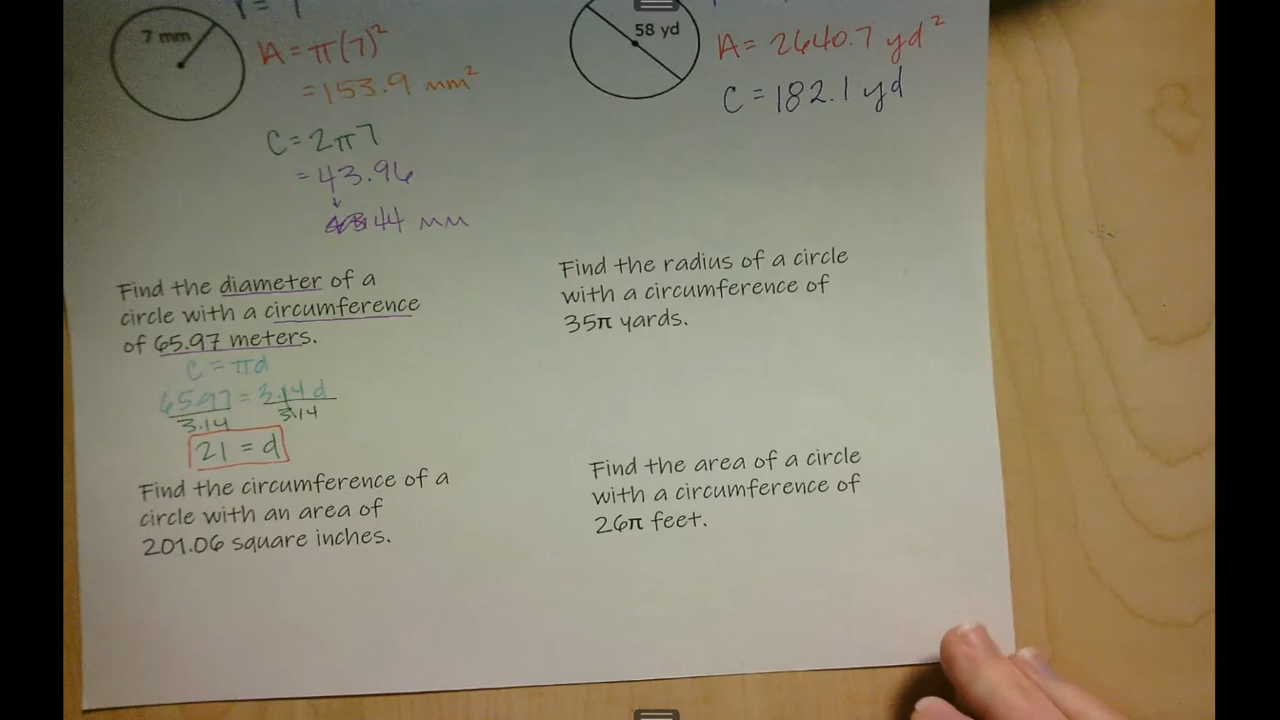 7 mm
A = π(7)²
= 153.9 mm²
C = 2π7
= 43.96
44 mm
58 yd
A = 2640.7 yd²
C = 182.1 yd
Find the diameter of a
circle with a circumference
of 65.97 meters.
C = πd
65.97 = 3.14 d
3.14 3.14
21 = d
Find the radius of a circle
with a circumference of
35π yards.
Find the circumference of a
circle with an area of
201.06 square inches.
Find the area of a circle
with a circumference of
26π feet.